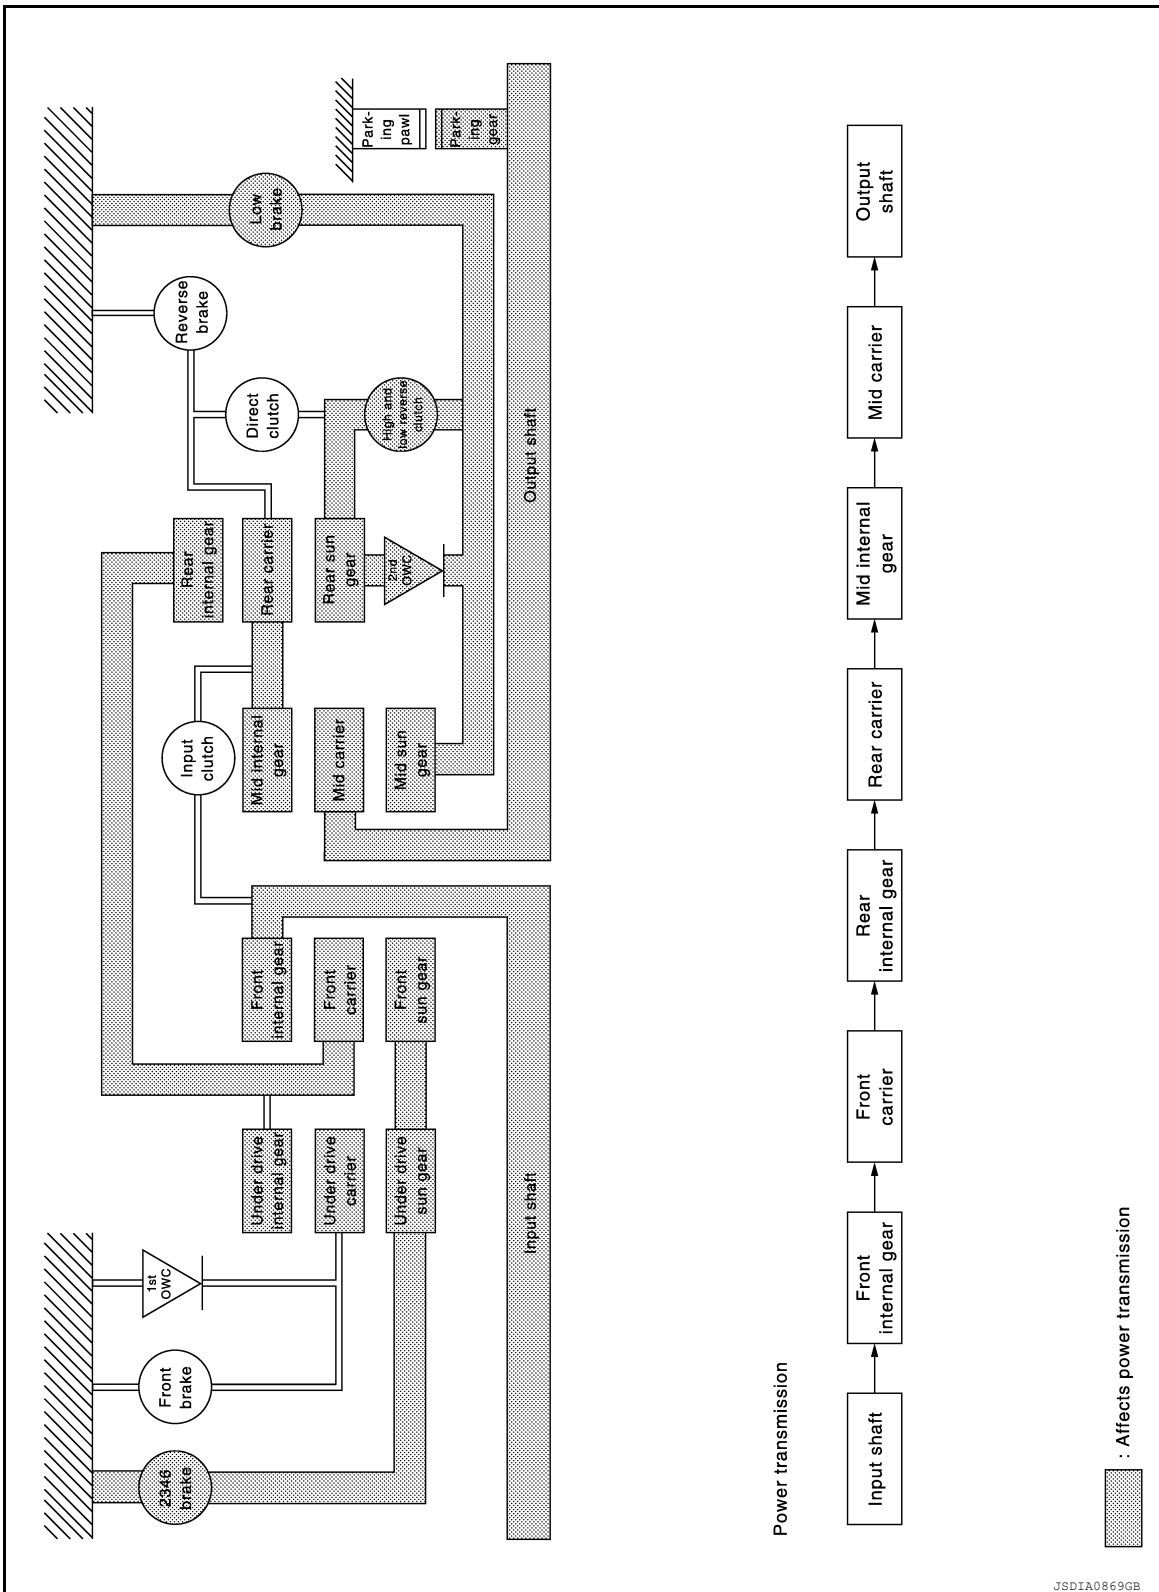 2346
brake
Front
brake
1st
OWC
Under drive
internal gear
Under drive
carrier
Under drive
sun gear
Front
internal gear
Front
carrier
Front
sun gear
Input
clutch
Mid internal
gear
Mid carrier
Mid sun
gear
Rear
internal gear
Rear carrier
Rear sun
gear
2nd
OWC
Direct
clutch
High and
low reverse
clutch
Reverse
brake
Low
brake
Park-
ing
pawl
Park-
ing
gear
Input shaft
Output shaft
Power transmission
Input shaft
Front
internal gear
Front
carrier
Rear
internal gear
Rear carrier
Mid internal
gear
Mid carrier
Output
shaft
: Affects power transmission
JSDIA0869GB